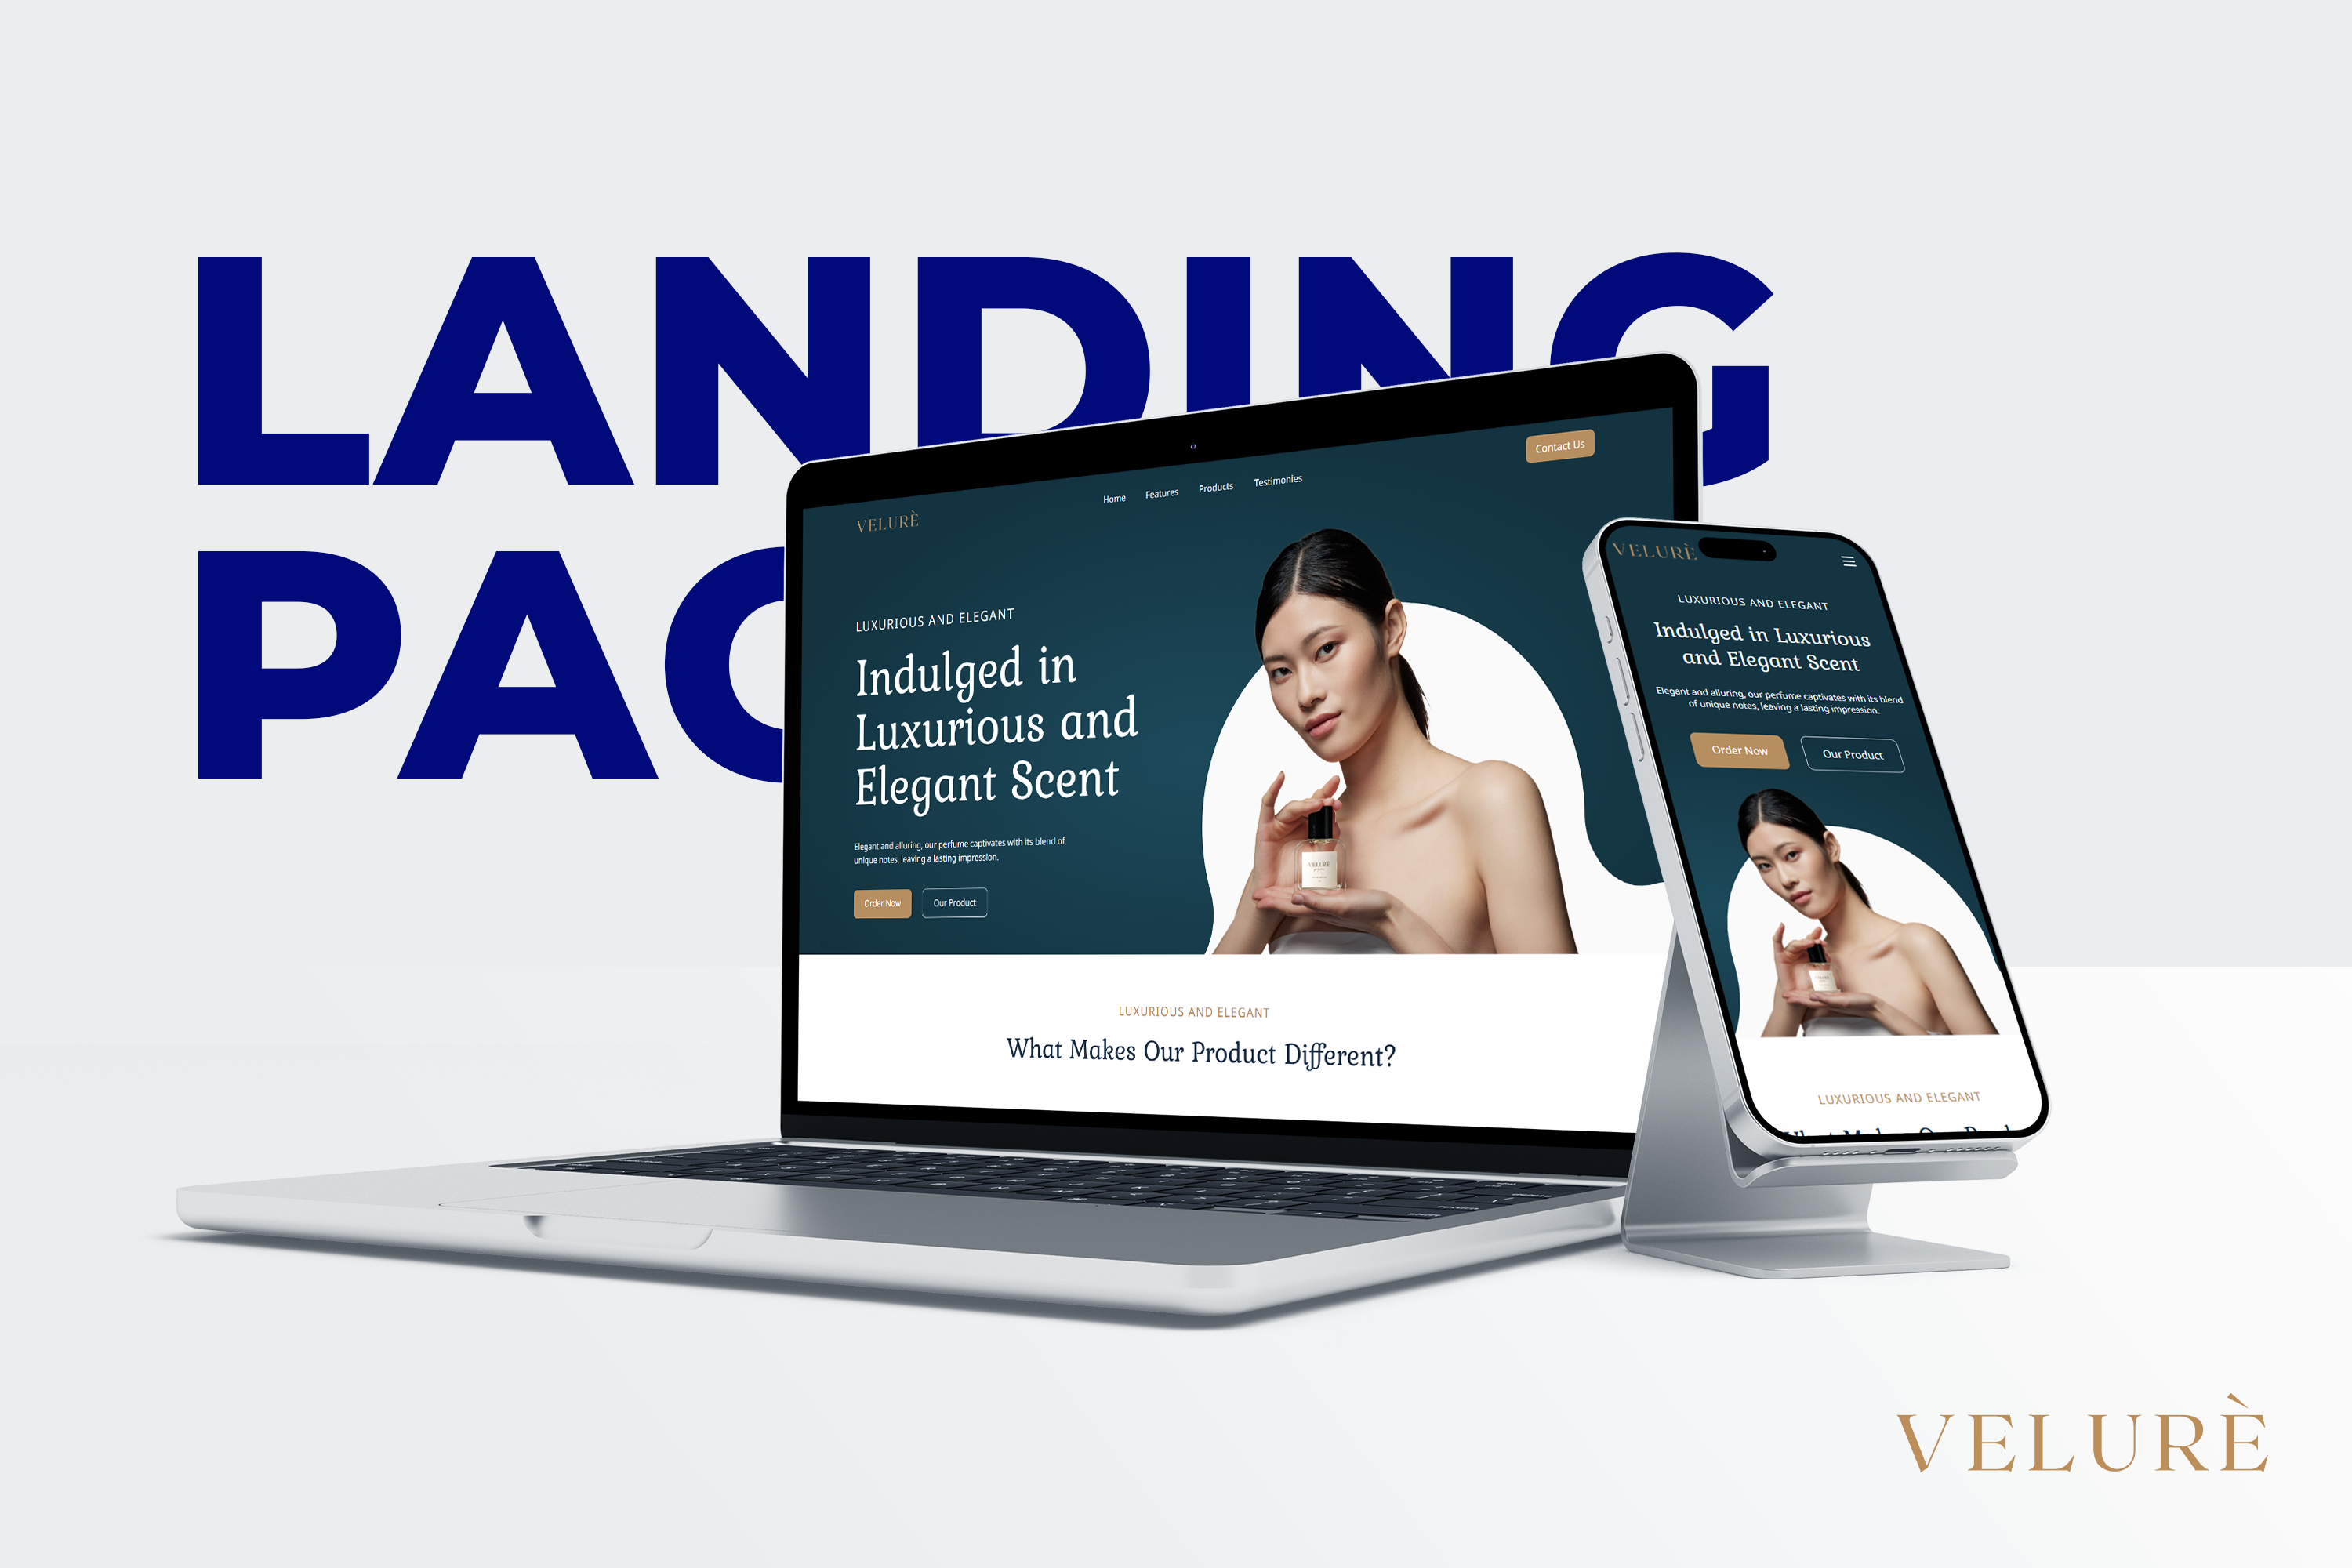 LANDING
PAG
VELURÈ
Home Features Products Testimonies
Contact Us
LUXURIOUS AND ELEGANT
Indulged in
Luxurious and
Elegant Scent
Elegant and alluring, our perfume captivates with its blend of
unique notes, leaving a lasting impression.
Order Now Our Product
VELURÈ
LUXURIOUS AND ELEGANT
What Makes Our Product Different?
VELURÈ
LUXURIOUS AND ELEGANT
Indulged in Luxurious
and Elegant Scent
Elegant and alluring, our perfume captivates with its blend
of unique notes, leaving a lasting impression.
Order Now Our Product
LUXURIOUS AND ELEGANT
VELURÈ